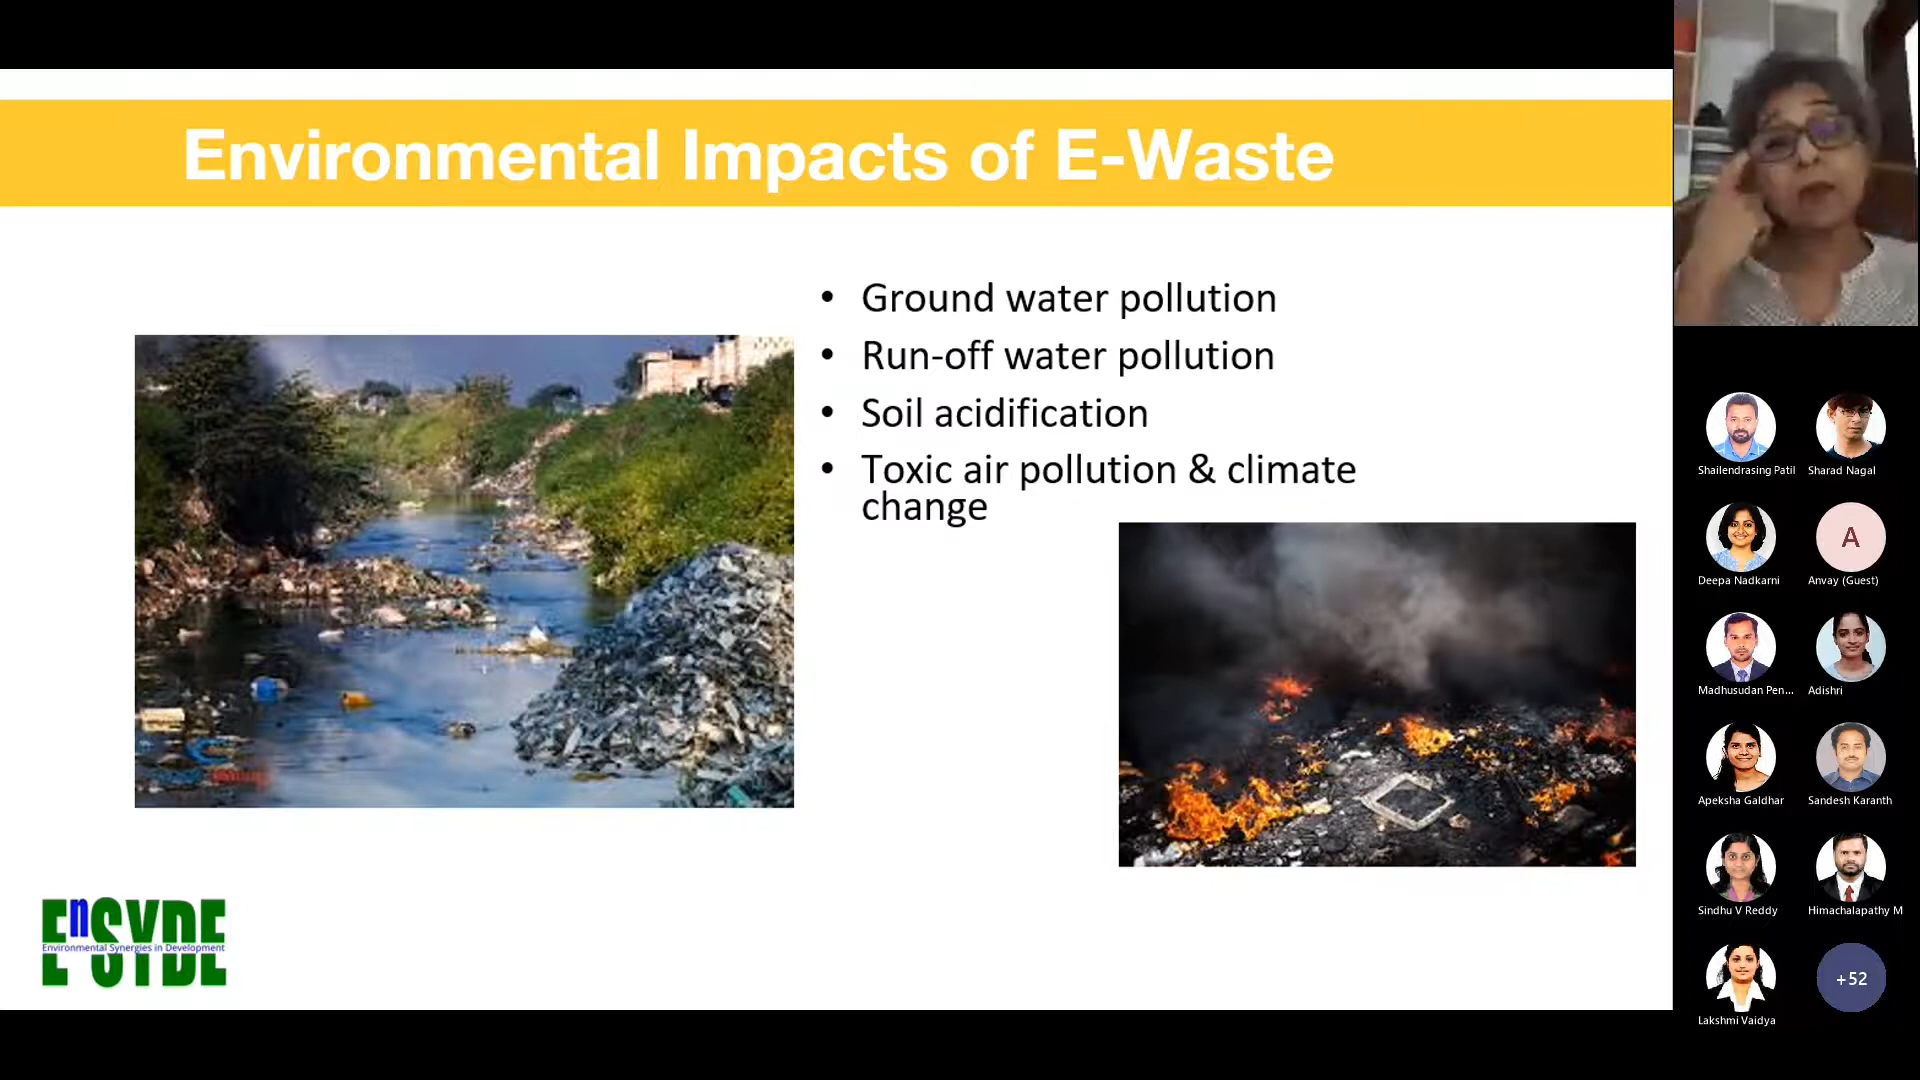 Environmental Impacts of E-Waste
• Ground water pollution
• Run-off water pollution
• Soil acidification
• Toxic air pollution & climate
change
EnSYDE
Environmental Synergies in Development
Shailendrasing Patil
Sharad Nagal
Deepa Nadkarni
A
Anvay (Guest)
Madhusudan Pen...
Adishri
Apeksha Galdhar
Sandesh Karanth
Sindhu V Reddy
Himachalapathy M
Lakshmi Vaidya
+52